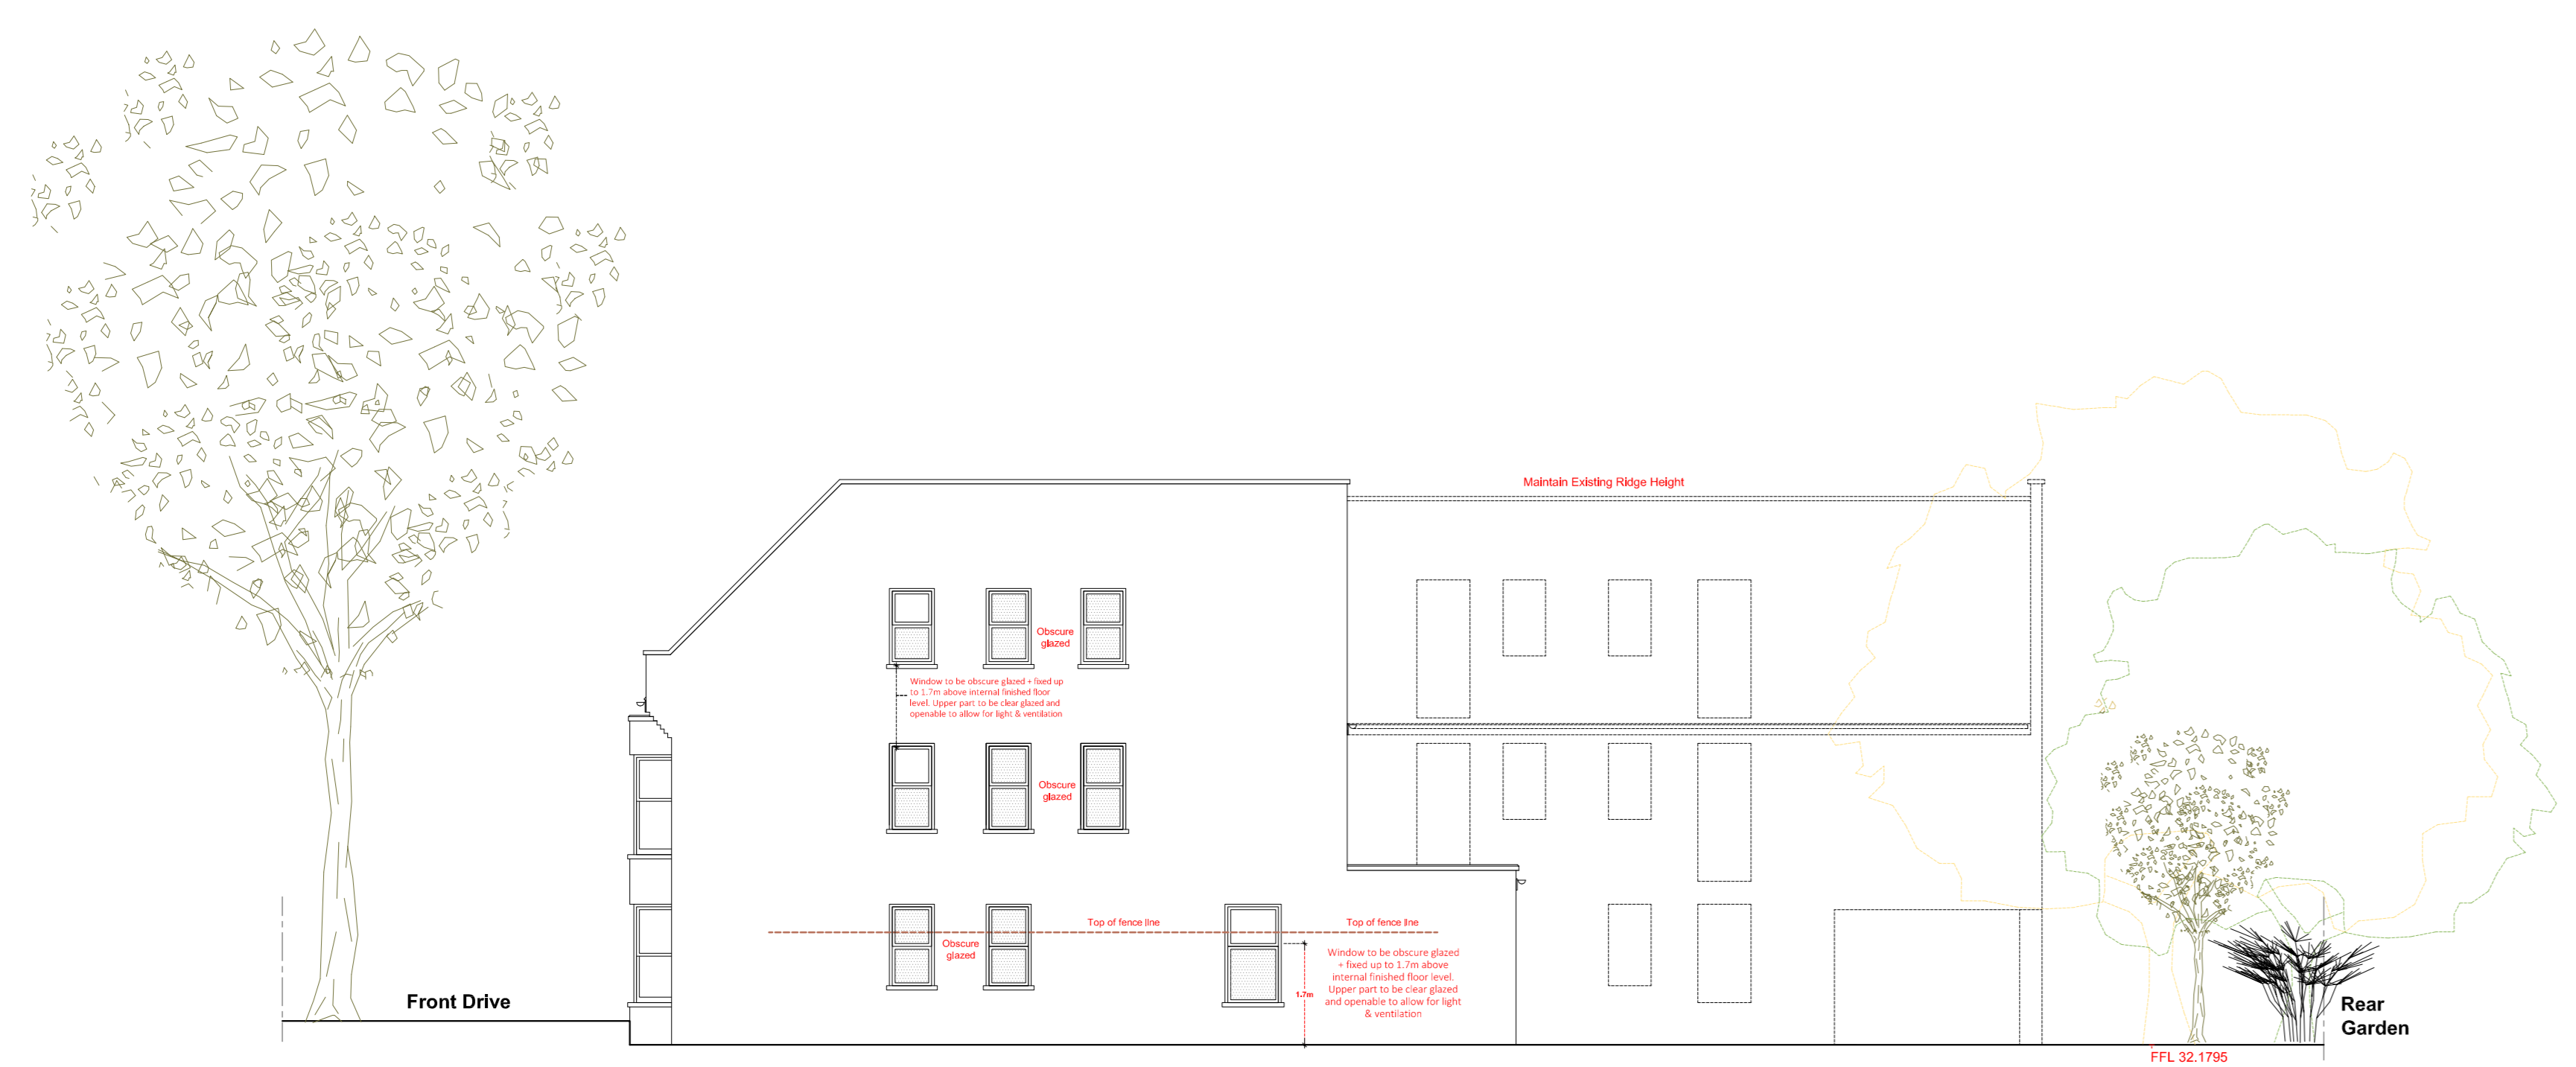 Maintain Existing Ridge Height
Obscure
glazed
Window to be obscure glazed + fixed up
to 1.7m above internal finished floor
level. Upper part to be clear glazed and
openable to allow for light & ventilation
Obscure
glazed
Top of fence line
Top of fence line
Obscure
glazed
Window to be obscure glazed
+ fixed up to 1.7m above
internal finished floor level.
Upper part to be clear glazed
and openable to allow for light
& ventilation
1.7m
Front Drive
Rear
Garden
FFL 32.1795